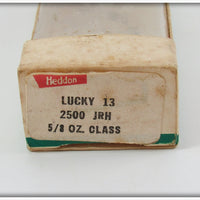 Heddon
LUCKY 13
2500 JRH
5/8 OZ. CLASS